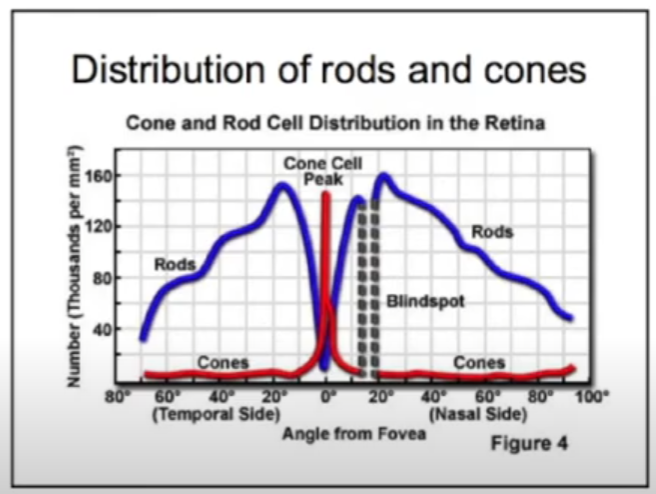 Distribution of rods and cones
Cone and Rod Cell Distribution in the Retina
Number (Thousands per mm²)
160
120
80
40
Cone Cell
Peak
Rods
Rods
Blindspot
Cones
Cones
80° 60° 40° 20° 0° 20° 40° 60° 80° 100°
(Temporal Side) (Nasal Side)
Angle from Fovea
Figure 4